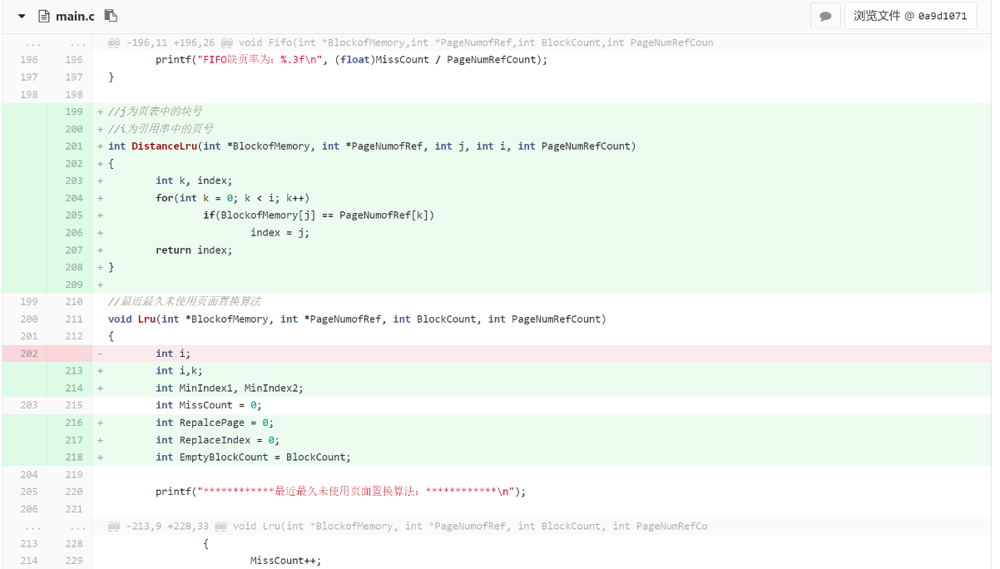 main.c
浏览文件 @ 0a9d1071
... ... @@ -196,11 +196,26 @@ void Fifo(int *BlockofMemory,int *PageNumofRef,int BlockCount,int PageNumRefCoun
196 196 printf("FIFO缺页率为: %.3f\n", (float)MissCount / PageNumRefCount);
197 197 }
198 198
199 + //j为页表中的块号
200 + //i为引用串中的页号
201 + int DistanceLru(int *BlockofMemory, int *PageNumofRef, int j, int i, int PageNumRefCount)
202 + {
203 + int k, index;
204 + for(int k = 0; k < i; k++)
205 + if(BlockofMemory[j] == PageNumofRef[k])
206 + index = j;
207 + return index;
208 + }
209 +
199 210 //最近最久未使用页面置换算法
200 211 void Lru(int *BlockofMemory, int *PageNumofRef, int BlockCount, int PageNumRefCount)
201 212 {
202 - int i;
213 + int i,k;
214 + int MinIndex1, MinIndex2;
203 215 int MissCount = 0;
216 + int RepalcePage = 0;
217 + int ReplaceIndex = 0;
218 + int EmptyBlockCount = BlockCount;
204 219
205 220 printf("************最近最久未使用页面置换算法: ************\n");
206 221
... ... @@ -213,9 +228,33 @@ void Lru(int *BlockofMemory, int *PageNumofRef, int BlockCount, int PageNumRefCo
213 228 {
214 229 MissCount++;